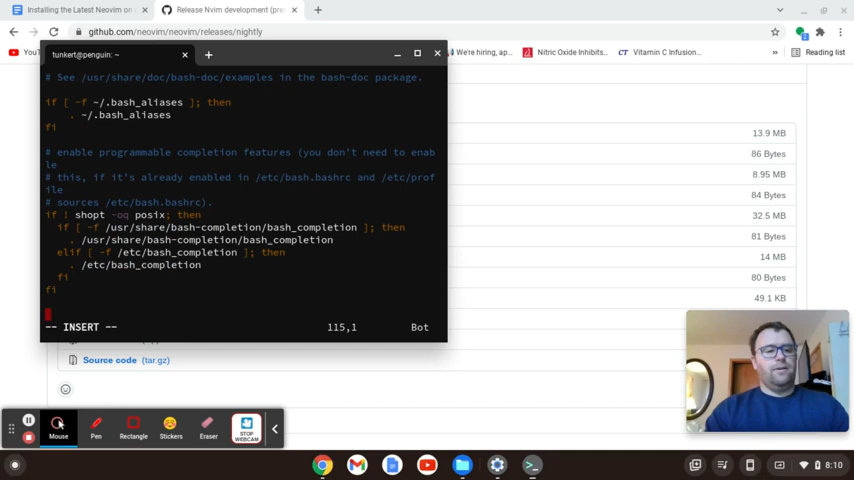 Installing the Latest Neovim on
Release Nvim development (pre
github.com/neovim/neovim/releases/nightly
We're hiring, ap...
Nitric Oxide Inhibits...
CT
Vitamin C Infusion...
»
Reading list
tunkert@penguin: ~
# See /usr/share/doc/bash-doc/examples in the bash-doc package.
if [ -f ~/.bash_aliases ]; then
. ~/.bash_aliases
fi
# enable programmable completion features (you don't need to enab
le
# this, if it's already enabled in /etc/bash.bashrc and /etc/prof
ile
# sources /etc/bash.bashrc).
if ! shopt -oq posix; then
if [ -f /usr/share/bash-completion/bash_completion ]; then
. /usr/share/bash-completion/bash_completion
elif [ -f /etc/bash_completion ]; then
. /etc/bash_completion
fi
fi
-- INSERT -- 115,1 Bot
13.9 MB
86 Bytes
8.95 MB
84 Bytes
32.5 MB
81 Bytes
14 MB
80 Bytes
49.1 KB
Source code (tar.gz)
Mouse
Pen
Rectangle
Stickers
Eraser
STOP
WEBCAM
8:10